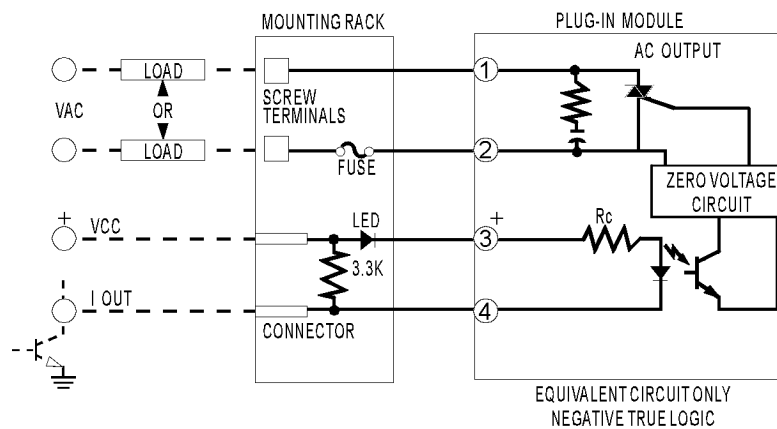 MOUNTING RACK
PLUG-IN MODULE
AC OUTPUT
LOAD
1
VAC
OR
SCREW
TERMINALS
LOAD
2
FUSE
ZERO VOLTAGE
CIRCUIT
+
VCC
LED
+
3
Rc
3.3K
I OUT
4
CONNECTOR
EQUIVALENT CIRCUIT ONLY
NEGATIVE TRUE LOGIC